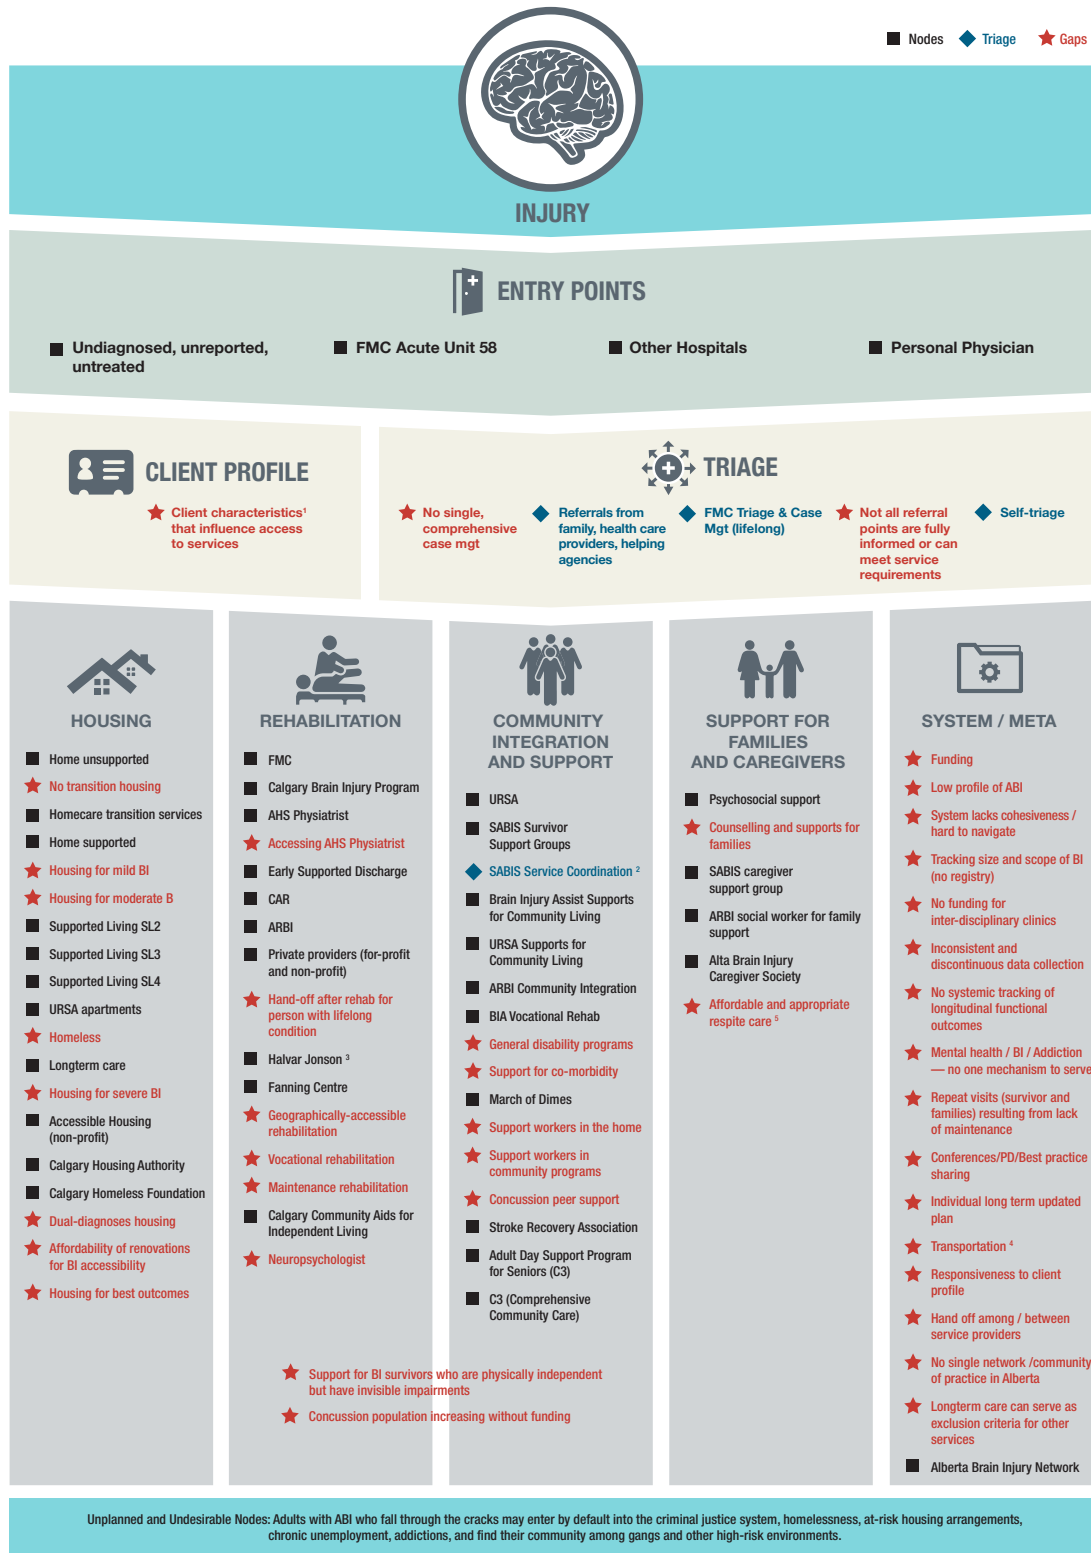 Nodes
Triage
Gaps
INJURY
ENTRY POINTS
Undiagnosed, unreported,
untreated
FMC Acute Unit 58
Other Hospitals
Personal Physician
CLIENT PROFILE
Client characteristics¹
that influence access
to services
TRIAGE
No single,
comprehensive
case mgt
Referrals from
family, health care
providers, helping
agencies
FMC Triage & Case
Mgt (lifelong)
Not all referral
points are fully
informed or can
meet service
requirements
Self-triage
HOUSING
Home unsupported
No transition housing
Homecare transition services
Home supported
Housing for mild BI
Housing for moderate B
Supported Living SL2
Supported Living SL3
Supported Living SL4
URSA apartments
Homeless
Longterm care
Housing for severe BI
Accessible Housing
(non-profit)
Calgary Housing Authority
Calgary Homeless Foundation
Dual-diagnoses housing
Affordability of renovations
for BI accessibility
Housing for best outcomes
REHABILITATION
FMC
Calgary Brain Injury Program
AHS Physiatrist
Accessing AHS Physiatrist
Early Supported Discharge
CAR
ARBI
Private providers (for-profit
and non-profit)
Hand-off after rehab for
person with lifelong
condition
Halvar Jonson ³
Fanning Centre
Geographically-accessible
rehabilitation
Vocational rehabilitation
Maintenance rehabilitation
Calgary Community Aids for
Independent Living
Neuropsychologist
COMMUNITY
INTEGRATION
AND SUPPORT
URSA
SABIS Survivor
Support Groups
SABIS Service Coordination ²
Brain Injury Assist Supports
for Community Living
URSA Supports for
Community Living
ARBI Community Integration
BIA Vocational Rehab
General disability programs
Support for co-morbidity
March of Dimes
Support workers in the home
Support workers in
community programs
Concussion peer support
Stroke Recovery Association
Adult Day Support Program
for Seniors (C3)
C3 (Comprehensive
Community Care)
Support for BI survivors who are physically independent
but have invisible impairments
Concussion population increasing without funding
SUPPORT FOR
FAMILIES
AND CAREGIVERS
Psychosocial support
Counselling and supports for
families
SABIS caregiver
support group
ARBI social worker for family
support
Alta Brain Injury
Caregiver Society
Affordable and appropriate
respite care ⁵
SYSTEM / META
Funding
Low profile of ABI
System lacks cohesiveness /
hard to navigate
Tracking size and scope of BI
(no registry)
No funding for
inter-disciplinary clinics
Inconsistent and
discontinuous data collection
No systemic tracking of
longitudinal functional
outcomes
Mental health / BI / Addiction
— no one mechanism to serve
Repeat visits (survivor and
families) resulting from lack
of maintenance
Conferences/PD/Best practice
sharing
Individual long term updated
plan
Transportation ⁴
Responsiveness to client
profile
Hand off among / between
service providers
No single network /community
of practice in Alberta
Longterm care can serve as
exclusion criteria for other
services
Alberta Brain Injury Network
Unplanned and Undesirable Nodes: Adults with ABI who fall through the cracks may enter by default into the criminal justice system, homelessness, at-risk housing arrangements,
chronic unemployment, addictions, and find their community among gangs and other high-risk environments.